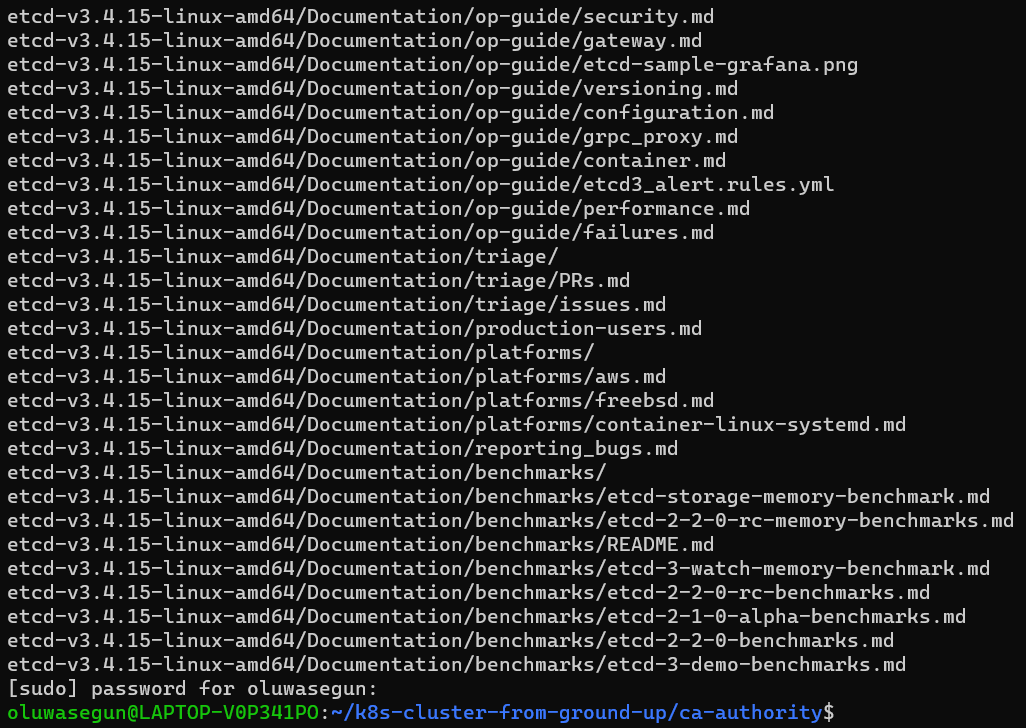 etcd-v3.4.15-linux-amd64/Documentation/op-guide/security.md
etcd-v3.4.15-linux-amd64/Documentation/op-guide/gateway.md
etcd-v3.4.15-linux-amd64/Documentation/op-guide/etcd-sample-grafana.png
etcd-v3.4.15-linux-amd64/Documentation/op-guide/versioning.md
etcd-v3.4.15-linux-amd64/Documentation/op-guide/configuration.md
etcd-v3.4.15-linux-amd64/Documentation/op-guide/grpc_proxy.md
etcd-v3.4.15-linux-amd64/Documentation/op-guide/container.md
etcd-v3.4.15-linux-amd64/Documentation/op-guide/etcd3_alert.rules.yml
etcd-v3.4.15-linux-amd64/Documentation/op-guide/performance.md
etcd-v3.4.15-linux-amd64/Documentation/op-guide/failures.md
etcd-v3.4.15-linux-amd64/Documentation/triage/
etcd-v3.4.15-linux-amd64/Documentation/triage/PRs.md
etcd-v3.4.15-linux-amd64/Documentation/triage/issues.md
etcd-v3.4.15-linux-amd64/Documentation/production-users.md
etcd-v3.4.15-linux-amd64/Documentation/platforms/
etcd-v3.4.15-linux-amd64/Documentation/platforms/aws.md
etcd-v3.4.15-linux-amd64/Documentation/platforms/freebsd.md
etcd-v3.4.15-linux-amd64/Documentation/platforms/container-linux-systemd.md
etcd-v3.4.15-linux-amd64/Documentation/reporting_bugs.md
etcd-v3.4.15-linux-amd64/Documentation/benchmarks/
etcd-v3.4.15-linux-amd64/Documentation/benchmarks/etcd-storage-memory-benchmark.md
etcd-v3.4.15-linux-amd64/Documentation/benchmarks/etcd-2-2-0-rc-memory-benchmarks.md
etcd-v3.4.15-linux-amd64/Documentation/benchmarks/README.md
etcd-v3.4.15-linux-amd64/Documentation/benchmarks/etcd-3-watch-memory-benchmark.md
etcd-v3.4.15-linux-amd64/Documentation/benchmarks/etcd-2-2-0-rc-benchmarks.md
etcd-v3.4.15-linux-amd64/Documentation/benchmarks/etcd-2-1-0-alpha-benchmarks.md
etcd-v3.4.15-linux-amd64/Documentation/benchmarks/etcd-2-2-0-benchmarks.md
etcd-v3.4.15-linux-amd64/Documentation/benchmarks/etcd-3-demo-benchmarks.md
[sudo] password for oluwasegun:
oluwasegun@LAPTOP-V0P341PO:~/k8s-cluster-from-ground-up/ca-authority$